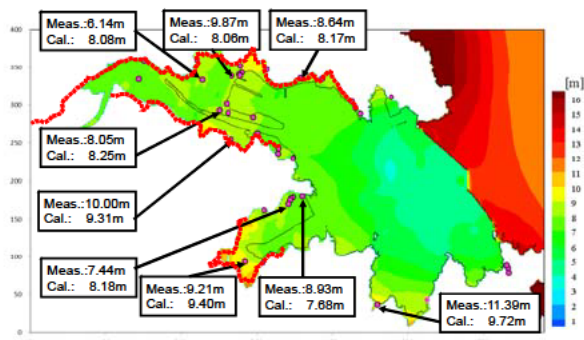 Meas.:6.14m
Cal.: 8.08m
Meas.:9.87m
Cal.: 8.06m
Meas.:8.64m
Cal.: 8.17m
[m]
400
350
300
250
200
150
100
50
0
16
15
14
13
12
11
10
9
8
7
6
5
4
3
2
1
Meas.:8.05m
Cal.: 8.25m
Meas.:10.00m
Cal.: 9.31m
Meas.:7.44m
Cal.: 8.18m
Meas.:9.21m
Cal.: 9.40m
Meas.:8.93m
Cal.: 7.68m
Meas.:11.39m
Cal.: 9.72m